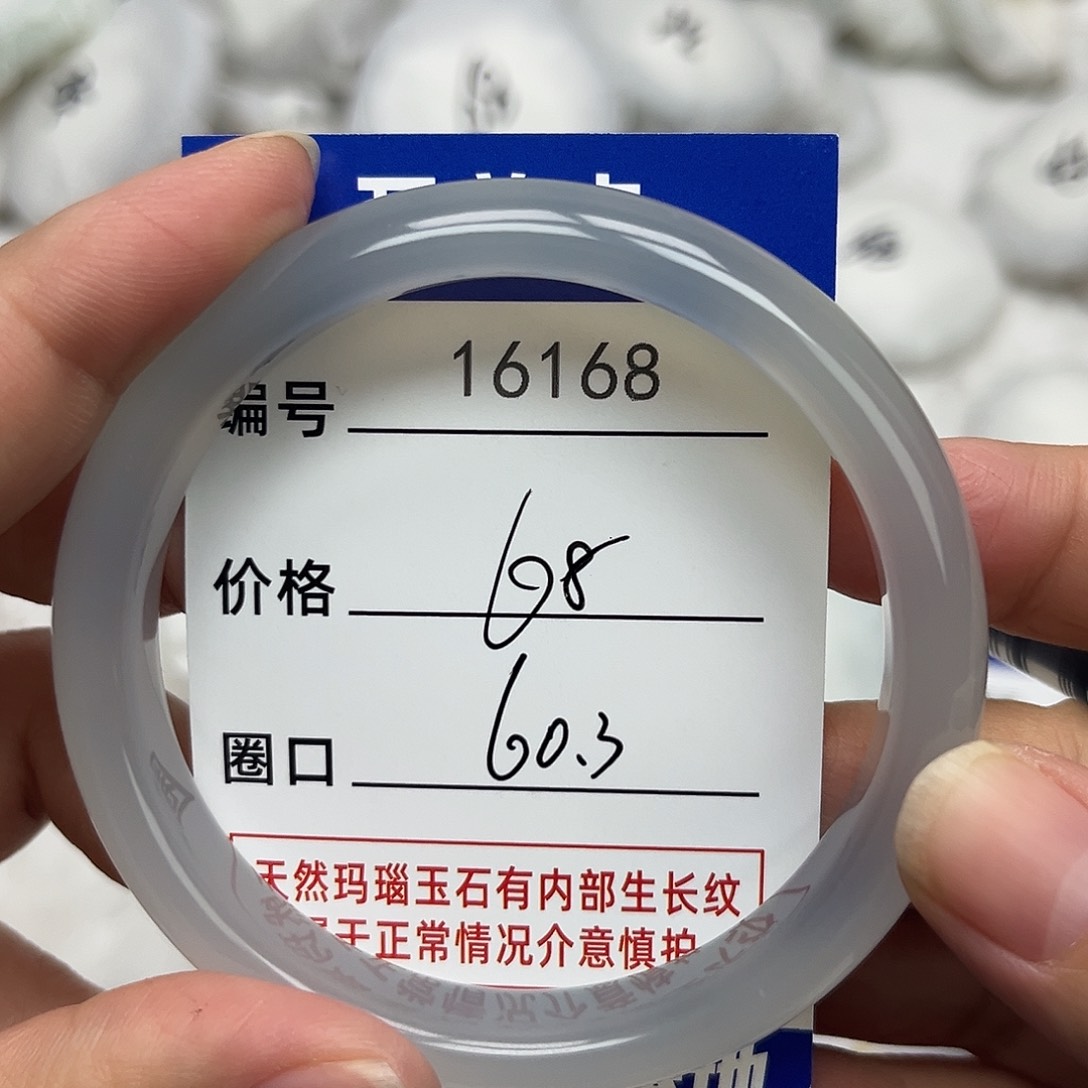 编号 16168
价格 68
圈口 60.3
天然玛瑙玉石有内部生长纹
属于正常情况介意慎拍